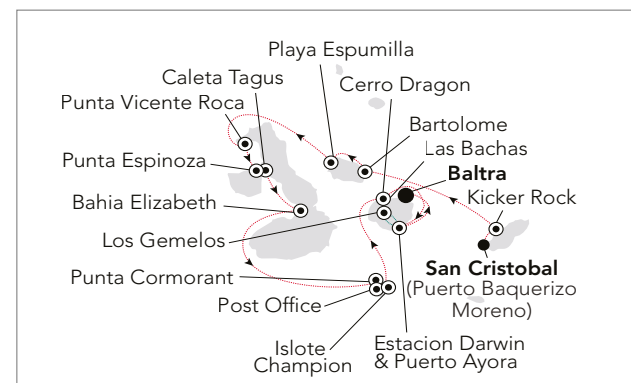 Playa Espumilla
Caleta Tagus
Cerro Dragon
Punta Vicente Roca
Bartolome
Las Bachas
Punta Espinoza
Baltra
Kicker Rock
Bahia Elizabeth
Los Gemelos
San Cristobal
(Puerto Baquerizo
Moreno)
Punta Cormorant
Post Office
Islote
Champion
Estacion Darwin
& Puerto Ayora